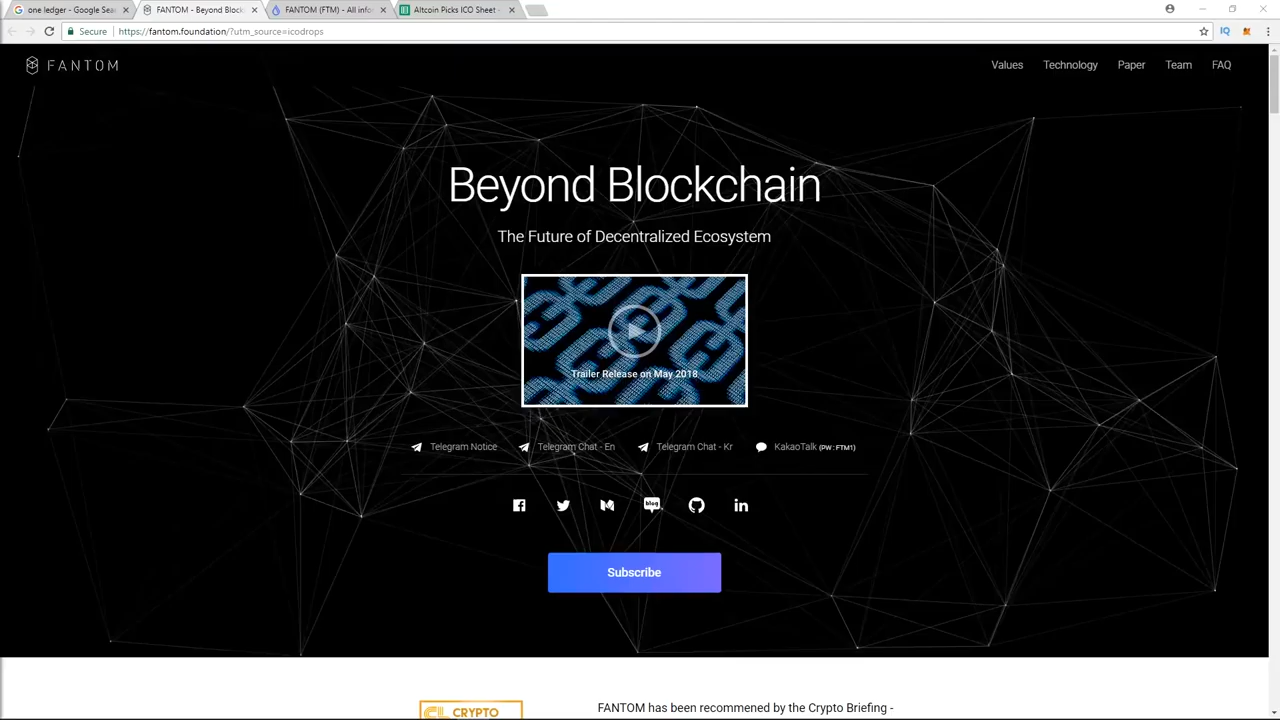 one ledger - Google Sea
FANTOM - Beyond Block
FANTOM (FTM) - All info
Altcoin Picks ICO Sheet -
Secure
https://fantom.foundation/?utm_source=icodrops
IQ
FANTOM
Values
Technology
Paper
Team
FAQ
Beyond Blockchain
The Future of Decentralized Ecosystem
Trailer Release on May 2018
Telegram Notice
Telegram Chat - En
Telegram Chat - Kr
KakaoTalk (PW : FTM1)
blog
Subscribe
CRYPTO
FANTOM has been recommened by the Crypto Briefing -